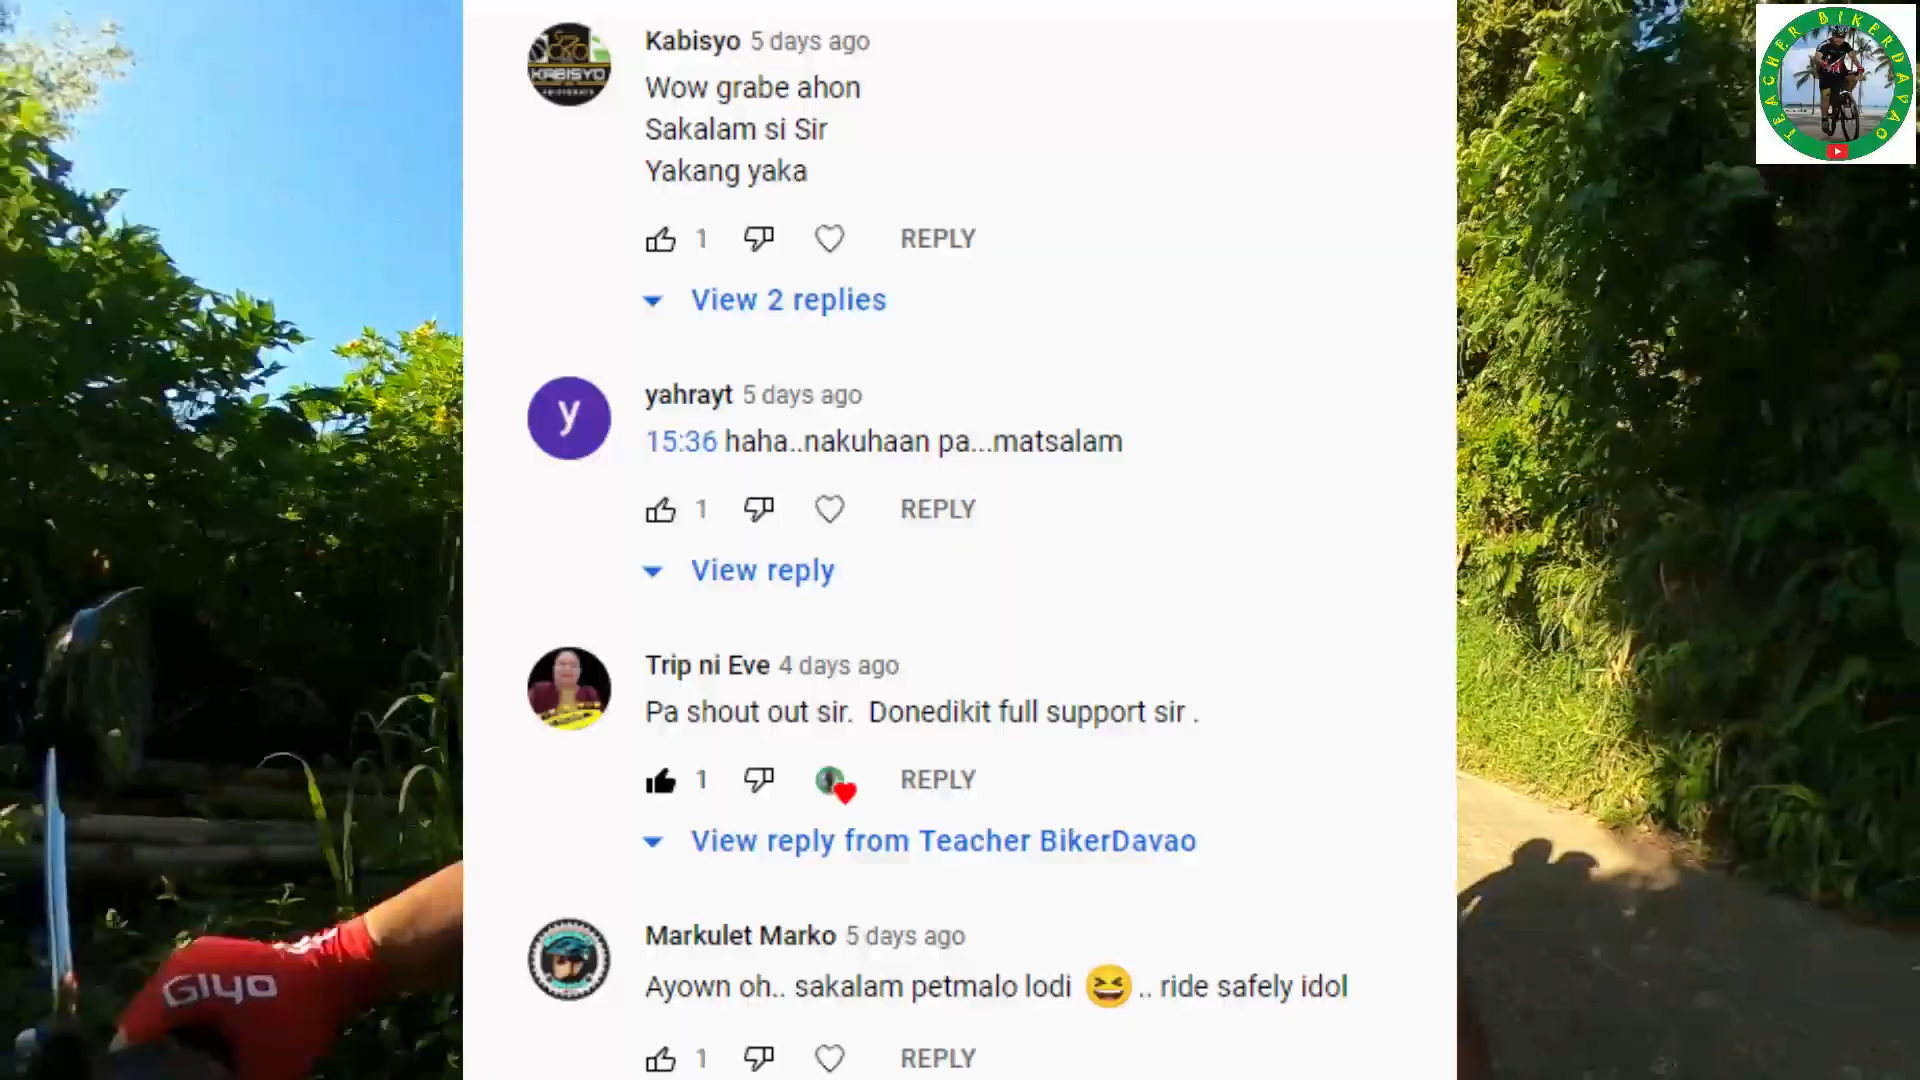 Kabisyo 5 days ago
Wow grabe ahon
Sakalam si Sir
Yakang yaka
1 REPLY
View 2 replies
y
yahrayt 5 days ago
15:36 haha..nakuhaan pa...matsalam
1 REPLY
View reply
Trip ni Eve 4 days ago
Pa shout out sir. Donedikit full support sir .
1 REPLY
View reply from Teacher BikerDavao
Markulet Marko 5 days ago
Ayown oh.. sakalam petmalo lodi 😆 .. ride safely idol
1 REPLY
KABISYO
Glyo
TEACHER BIKERDAVAO